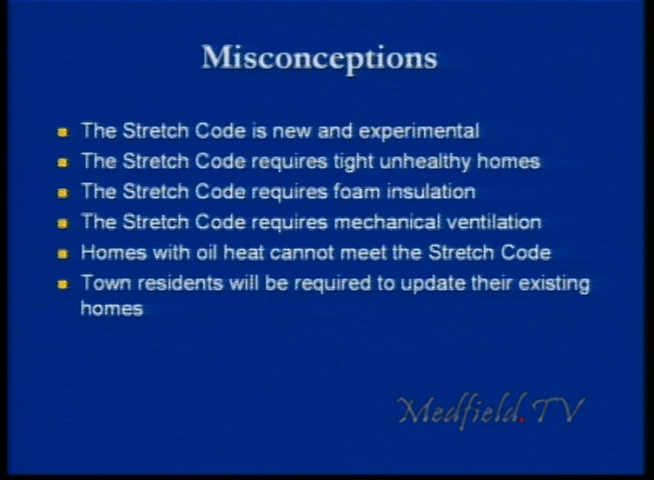 Misconceptions
The Stretch Code is new and experimental
The Stretch Code requires tight unhealthy homes
The Stretch Code requires foam insulation
The Stretch Code requires mechanical ventilation
Homes with oil heat cannot meet the Stretch Code
Town residents will be required to update their existing
homes
Medfield.TV